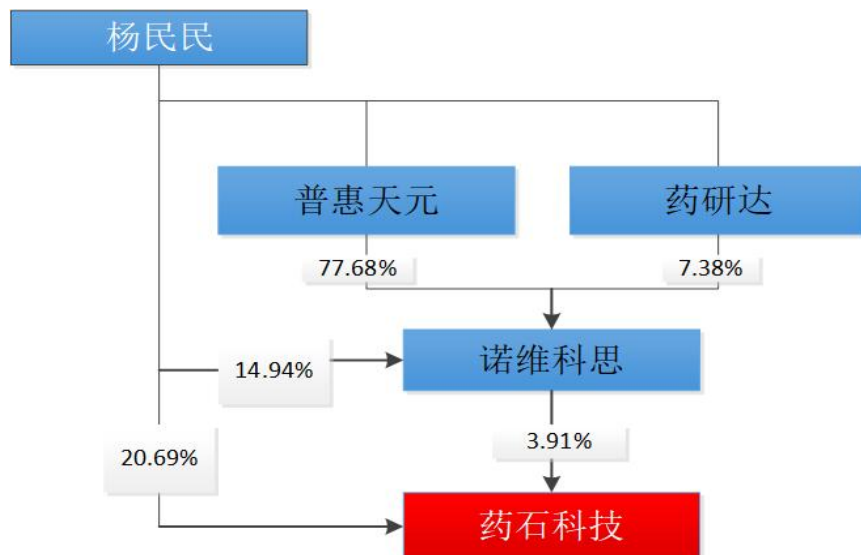 杨民民
普惠天元
药研达
77.68%
7.38%
诺维科思
14.94%
3.91%
20.69%
药石科技